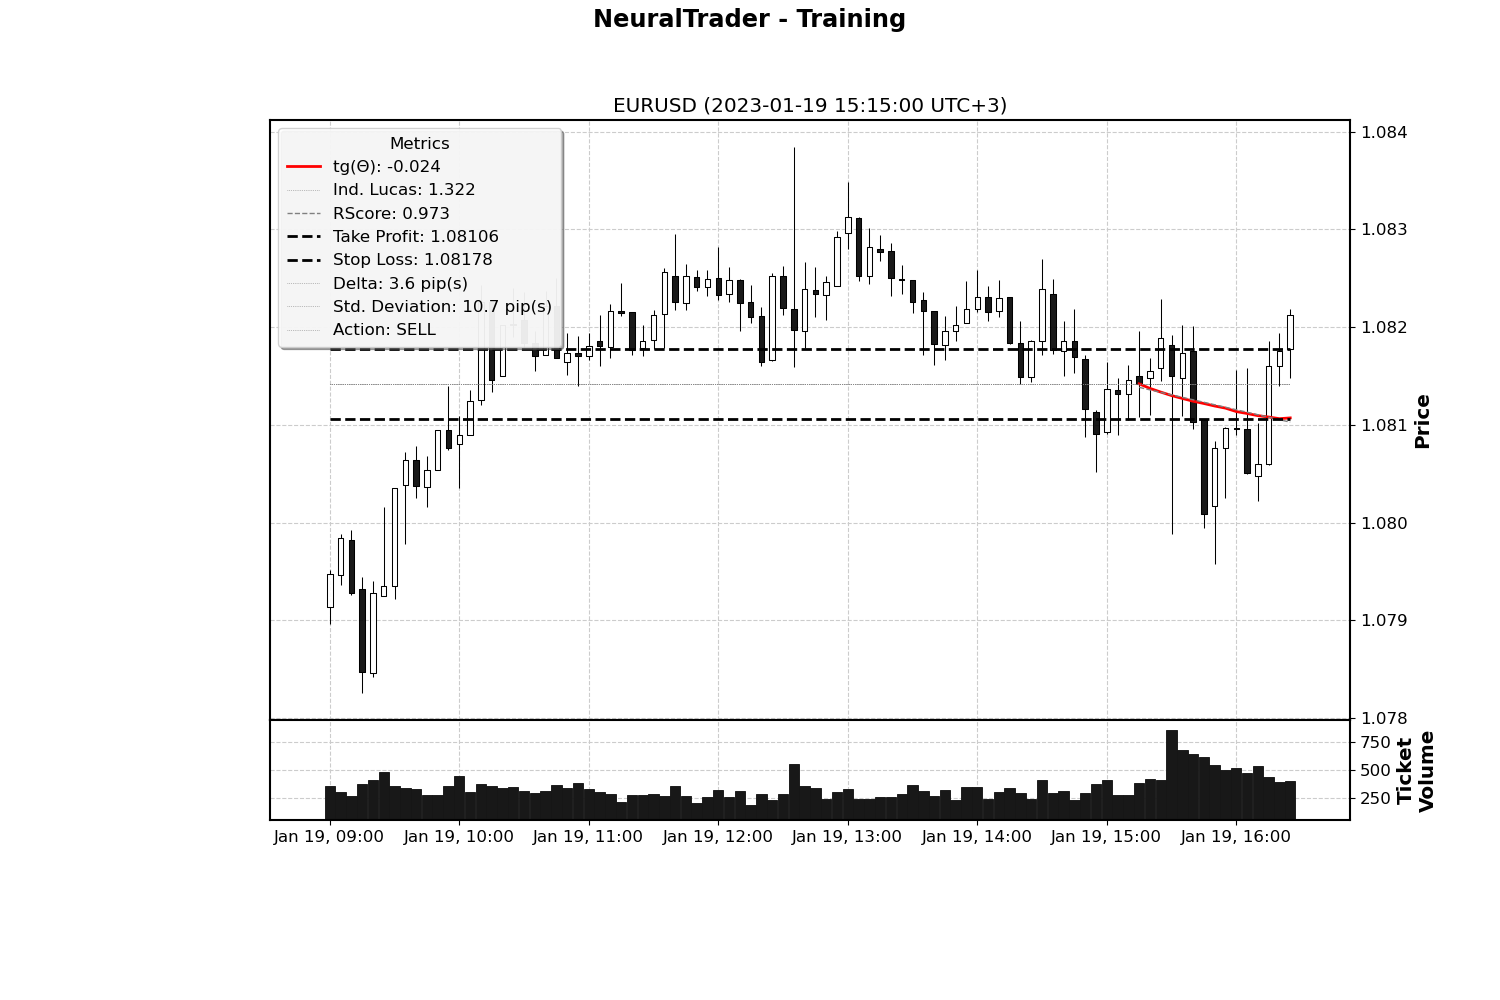 NeuralTrader - Training
EURUSD (2023-01-19 15:15:00 UTC+3)
Metrics
tg(Θ): -0.024
Ind. Lucas: 1.322
RScore: 0.973
Take Profit: 1.08106
Stop Loss: 1.08178
Delta: 3.6 pip(s)
Std. Deviation: 10.7 pip(s)
Action: SELL
1.084
1.083
1.082
1.081
1.080
1.079
1.078
Price
750
500
250
Ticket
Volume
Jan 19, 09:00
Jan 19, 10:00
Jan 19, 11:00
Jan 19, 12:00
Jan 19, 13:00
Jan 19, 14:00
Jan 19, 15:00
Jan 19, 16:00